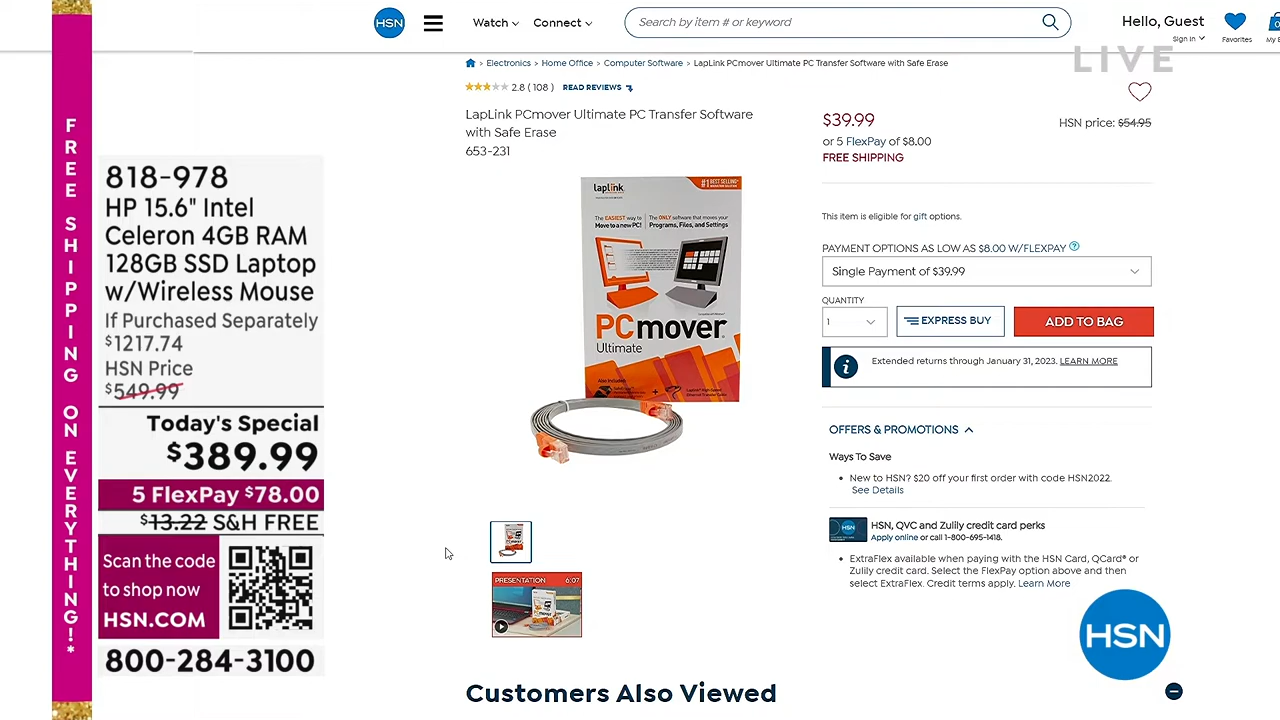 FREE SHIPPING ON EVERYTHING!*
818-978
HP 15.6" Intel
Celeron 4GB RAM
128GB SSD Laptop
w/Wireless Mouse
If Purchased Separately
$1217.74
HSN Price
$549.99
Today's Special
$389.99
5 FlexPay $78.00
$13.22 S&H FREE
Scan the code
to shop now
HSN.COM
800-284-3100
HSN
Watch
Connect
Search by item # or keyword
Hello, Guest
Sign In
Favorites
My
LIVE
> Electronics > Home Office > Computer Software > LapLink PCmover Ultimate PC Transfer Software with Safe Erase
2.8 ( 108 ) READ REVIEWS
LapLink PCmover Ultimate PC Transfer Software
with Safe Erase
653-231
laplink
#1 BEST SELLING
The EASIEST way to
Move to a new PC!
The ONLY software that moves your
Programs, Files, and Settings
PCmover
Ultimate
Also Included:
PRESENTATION 6:07
PCmover
Customers Also Viewed
$39.99
HSN price: $54.95
or 5 FlexPay of $8.00
FREE SHIPPING
This item is eligible for gift options.
PAYMENT OPTIONS AS LOW AS $8.00 W/FLEXPAY ?
Single Payment of $39.99
QUANTITY
1
EXPRESS BUY
ADD TO BAG
Extended returns through January 31, 2023. LEARN MORE
OFFERS & PROMOTIONS
Ways To Save
• New to HSN? $20 off your first order with code HSN2022.
See Details
HSN
HSN, QVC and Zulily credit card perks
Apply online or call 1-800-695-1418.
• ExtraFlex available when paying with the HSN Card, QCard® or
Zulily credit card. Select the FlexPay option above and then
select ExtraFlex. Credit terms apply. Learn More
HSN